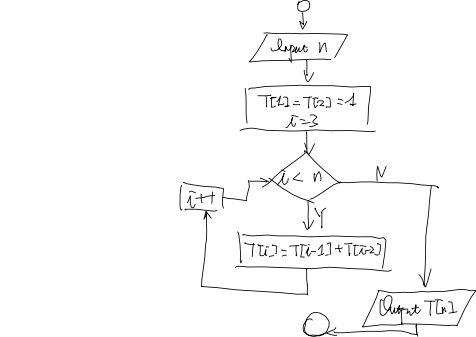 Input n
T[1] = T[2] = 1
i=3
i < n
N
i++
Y
T[i] = T[i-1] + T[i-2]
Output T[n]